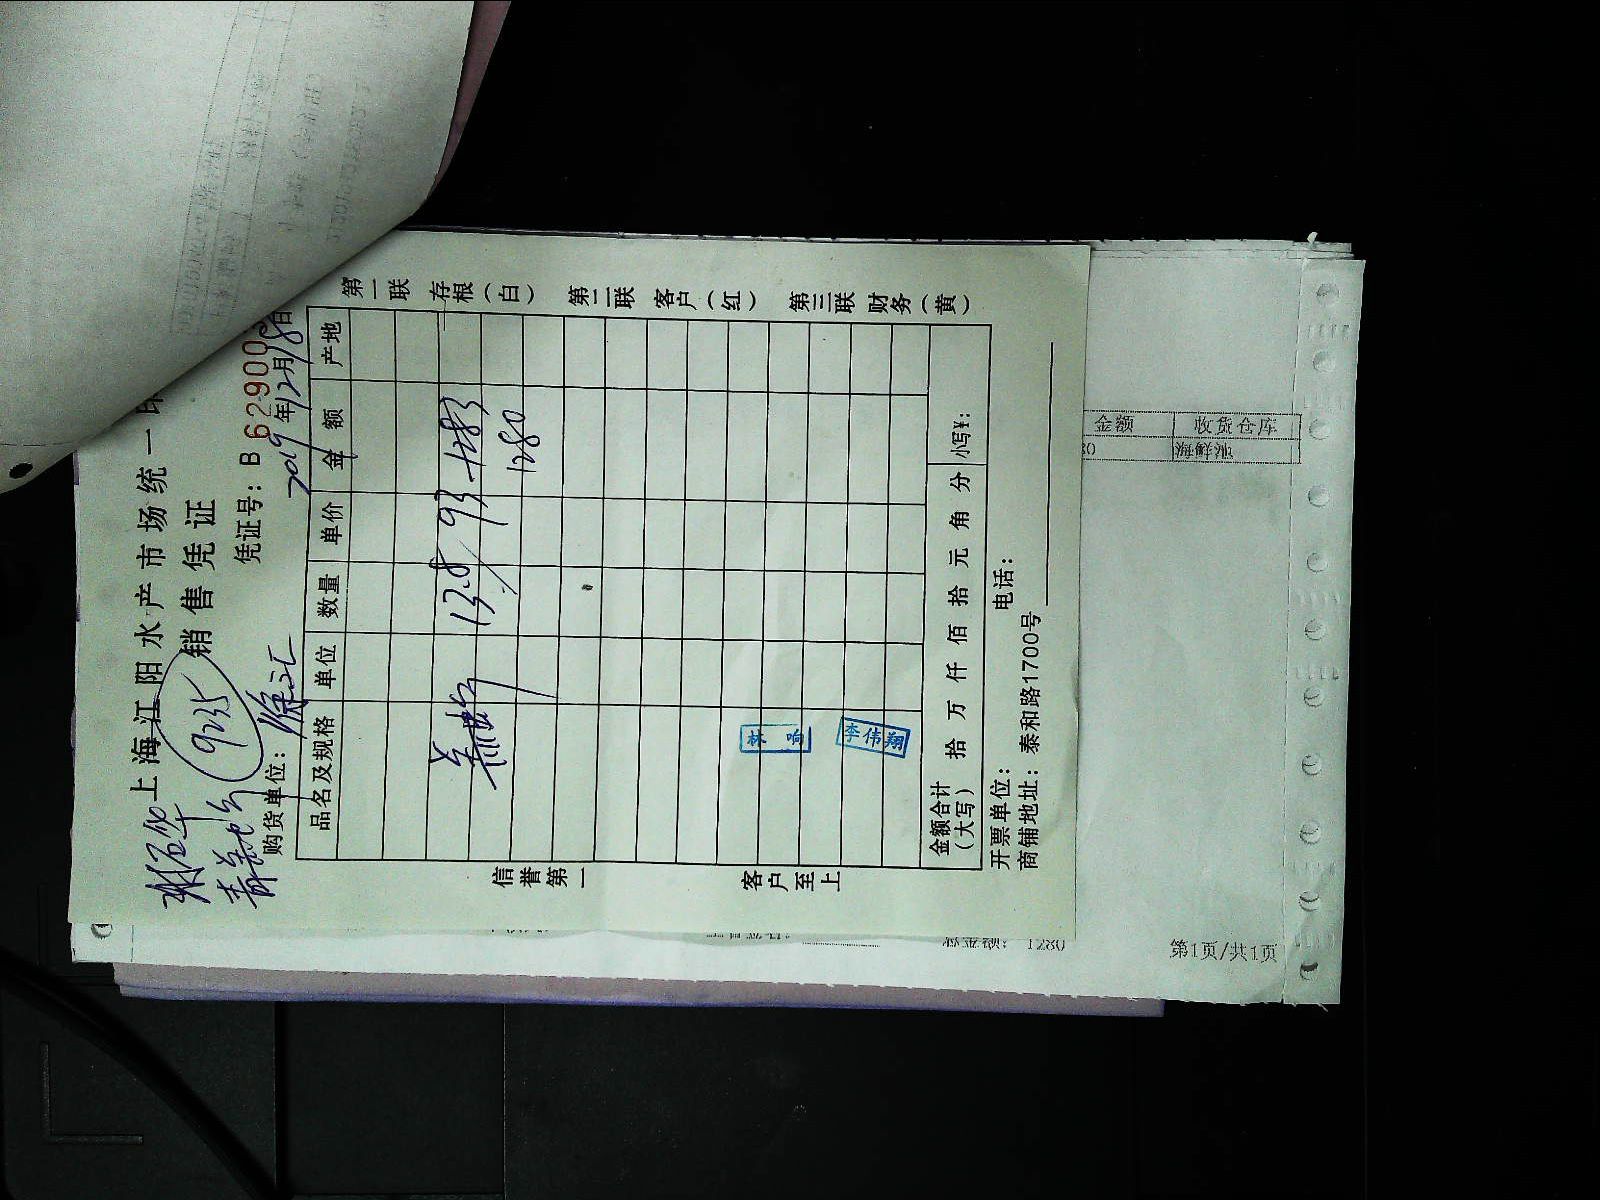 上海江阳水产市场统一印
销售凭证
925
凭证号: B 62900
购货单位: 徐汇
2019年12月18日
品名及规格 单位 数量 单价 金额 产地
13.8 93 1283
1280
林响
李伟翔
金额合计(大写) 拾 万 仟 佰 拾 元 角 分 小写¥:
开票单位: 电话:
商铺地址: 泰和路1700号
信誉第一 客户至上
第一联 存根(白) 第二联 客户(红) 第三联 财务(黄)
金额 收货仓库
1280
第1页/共1页